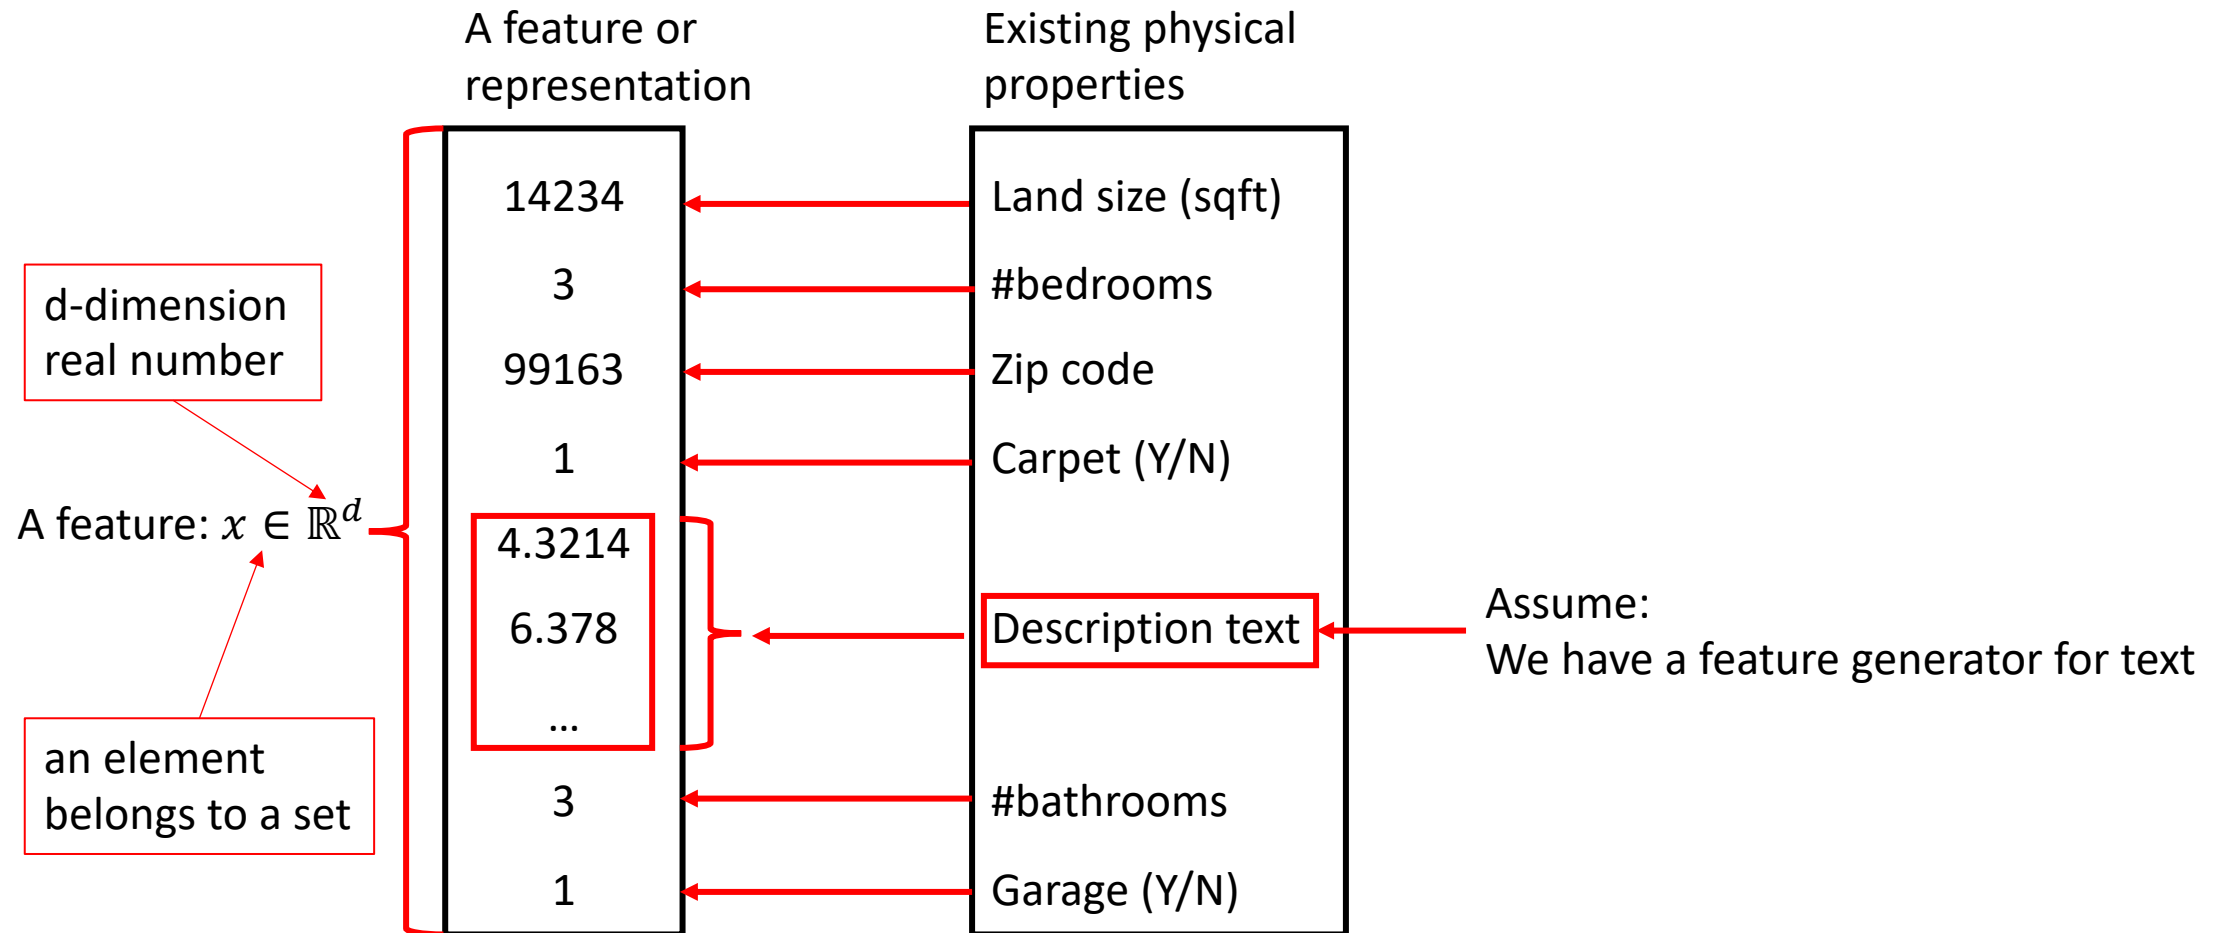 A feature or
representation
Existing physical
properties
14234
Land size (sqft)
3
#bedrooms
99163
Zip code
1
Carpet (Y/N)
d-dimension
real number
A feature: x ∈ ℝ^d
an element
belongs to a set
4.3214
6.378
...
Description text
Assume:
We have a feature generator for text
3
#bathrooms
1
Garage (Y/N)